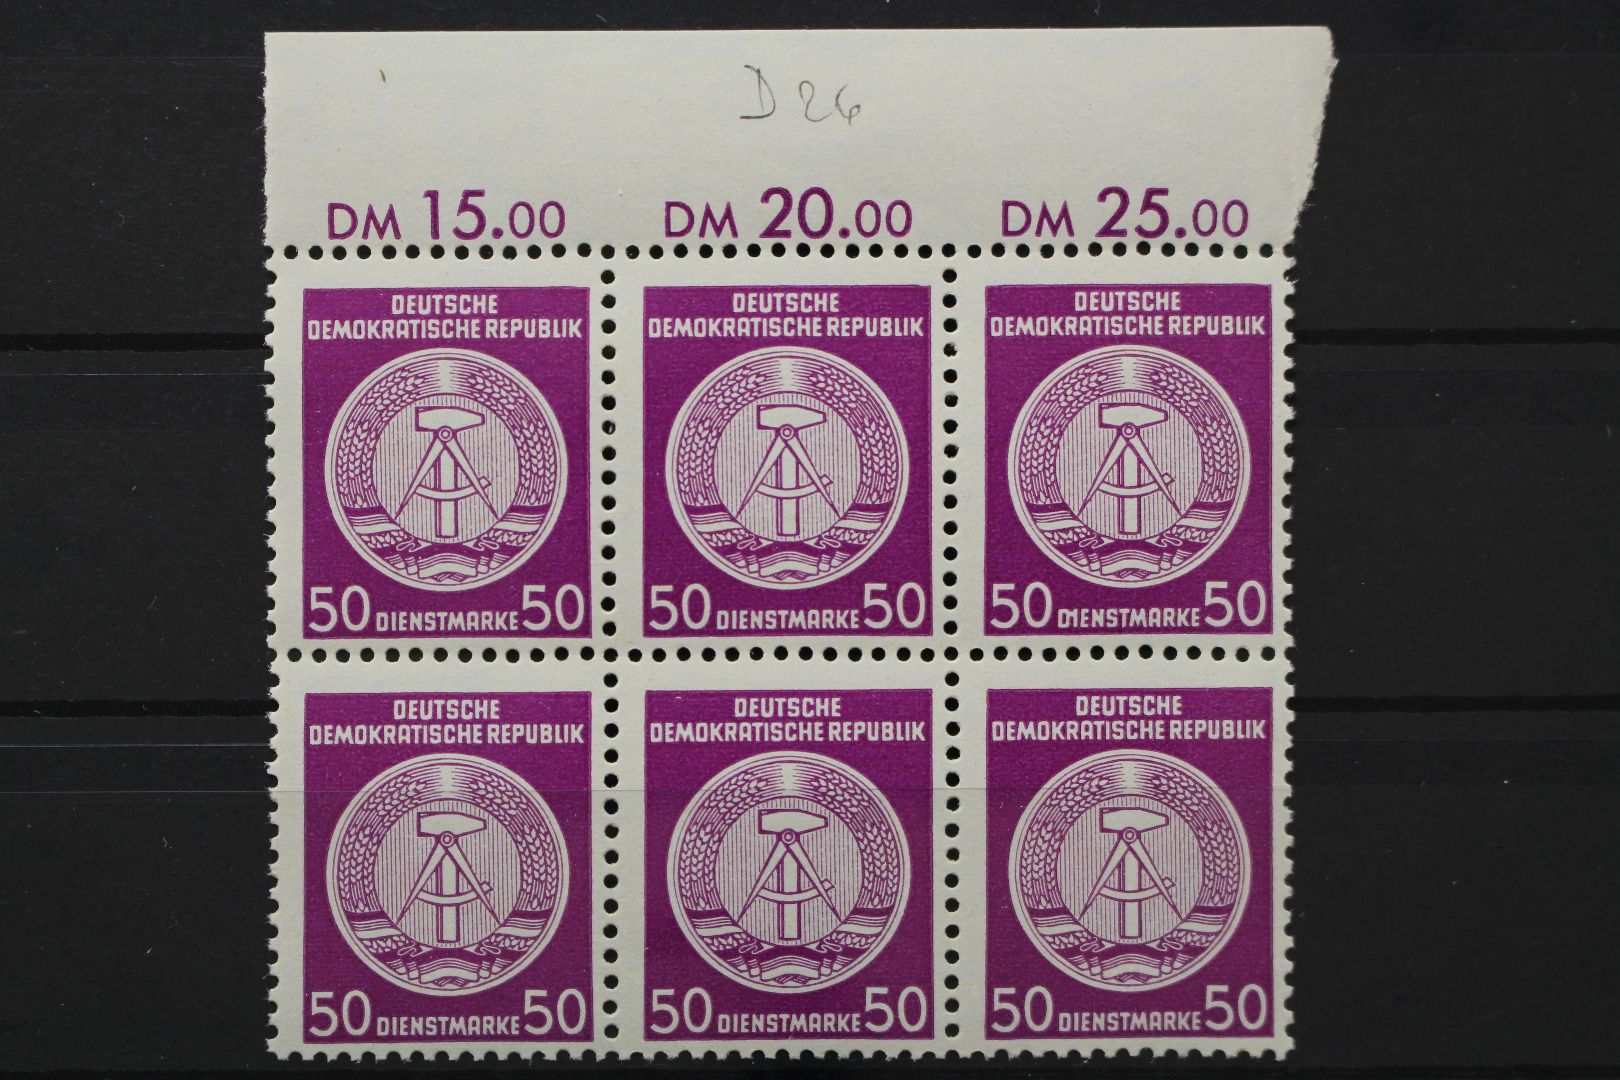 D 26
DM 15.00 DM 20.00 DM 25.00
DEUTSCHE
DEMOKRATISCHE REPUBLIK
50 DIENSTMARKE 50
DEUTSCHE
DEMOKRATISCHE REPUBLIK
50 DIENSTMARKE 50
DEUTSCHE
DEMOKRATISCHE REPUBLIK
50 DIENSTMARKE 50
DEUTSCHE
DEMOKRATISCHE REPUBLIK
50 DIENSTMARKE 50
DEUTSCHE
DEMOKRATISCHE REPUBLIK
50 DIENSTMARKE 50
DEUTSCHE
DEMOKRATISCHE REPUBLIK
50 DIENSTMARKE 50